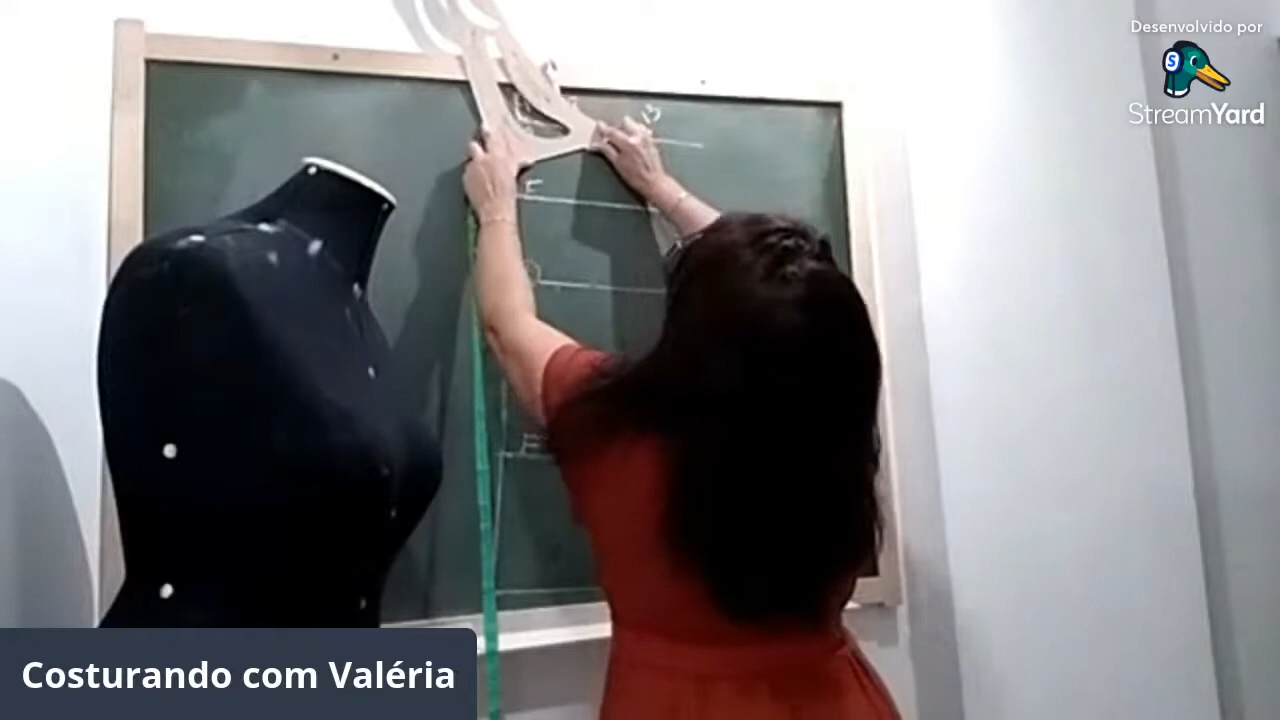 Desenvolvido por
S
StreamYard
E
Costurando com Valéria